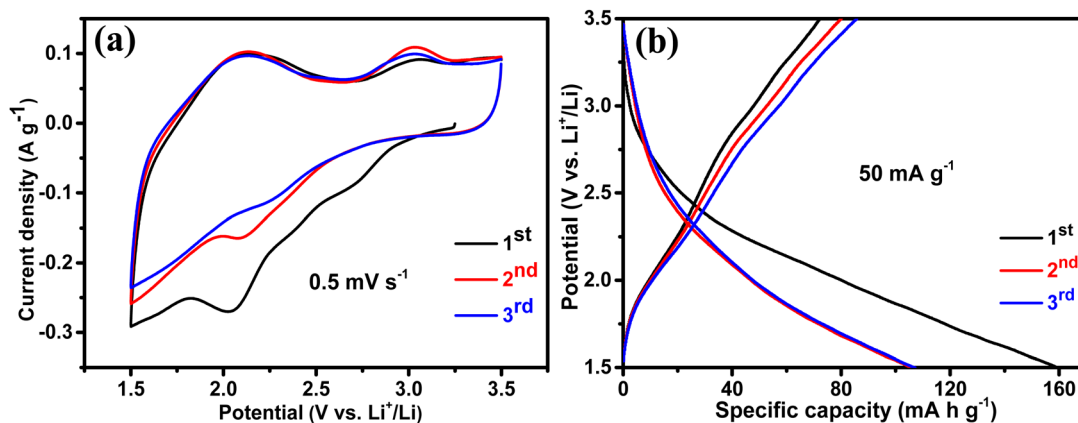 (a)
Current density (A g⁻¹)
0.1
0.0
-0.1
-0.2
-0.3
1ˢᵗ
2ⁿᵈ
3ʳᵈ
0.5 mV s⁻¹
1.5 2.0 2.5 3.0 3.5
Potential (V vs. Li⁺/Li)
(b)
Potential (V vs. Li⁺/Li)
3.5
3.0
2.5
2.0
1.5
50 mA g⁻¹
1ˢᵗ
2ⁿᵈ
3ʳᵈ
0 40 80 120 160
Specific capacity (mA h g⁻¹)